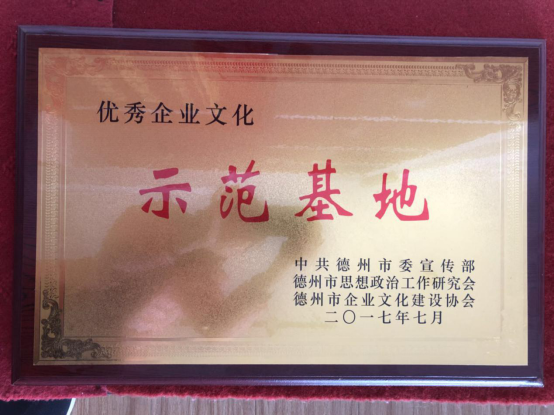 优秀企业文化
示范基地
中共德州市委宣传部
德州市思想政治工作研究会
德州市企业文化建设协会
二〇一七年七月